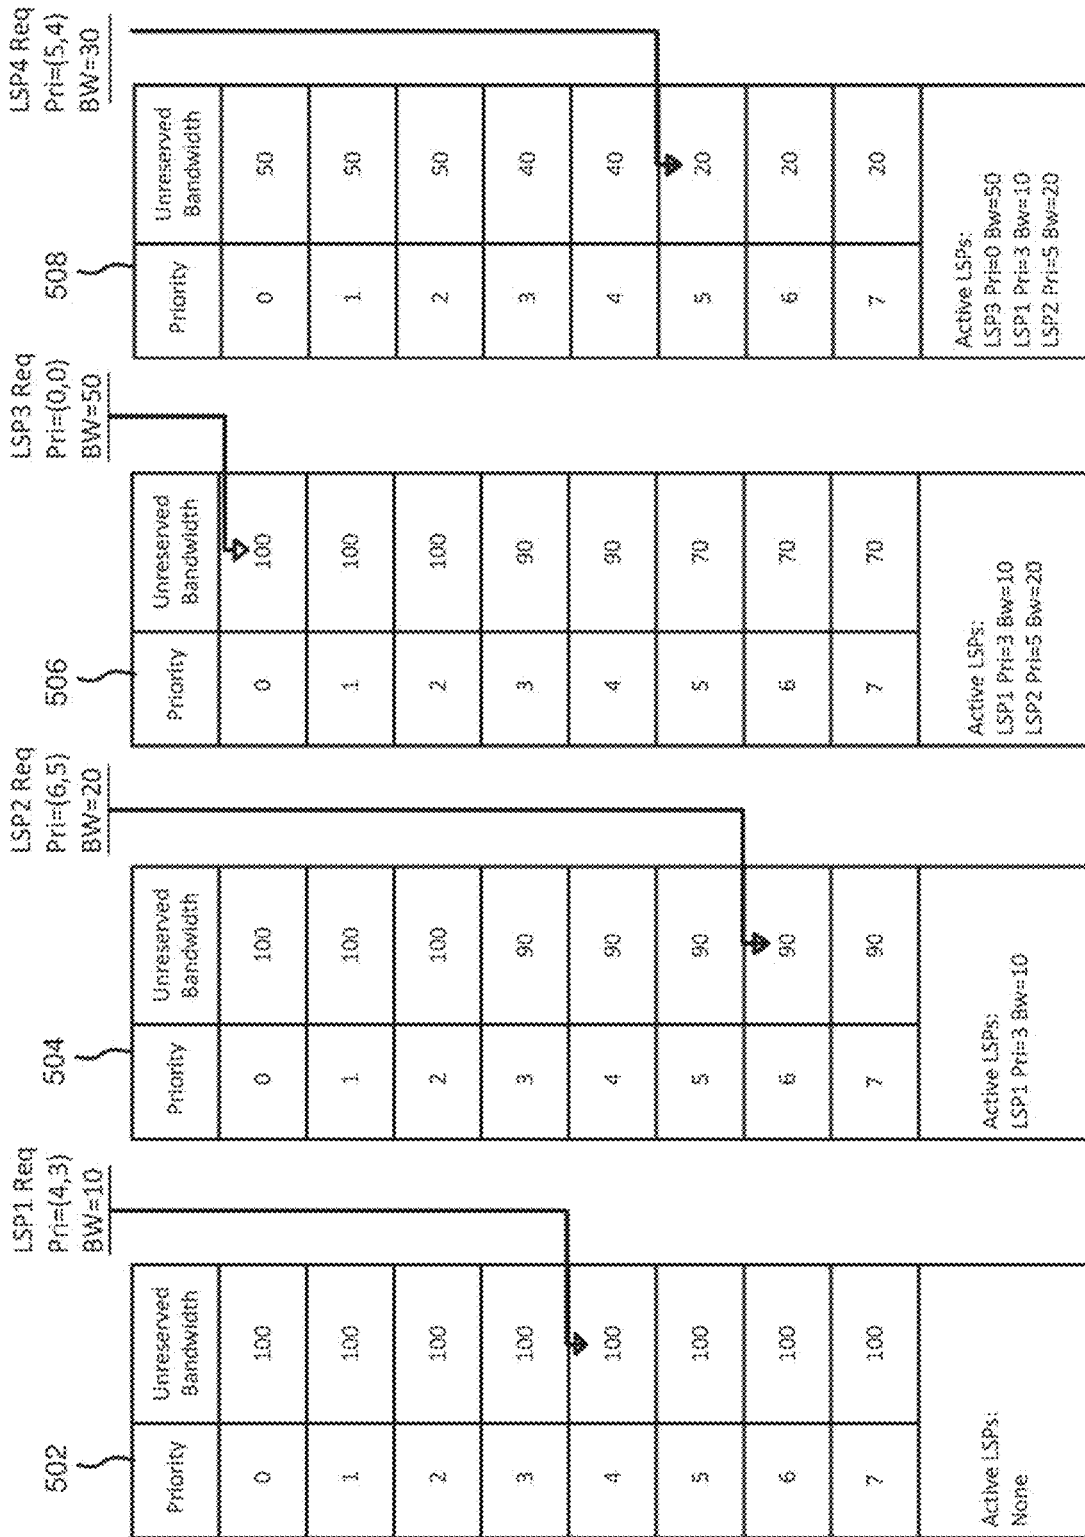 LSP1 Req
Pri=(4,3)
BW=10
502
Priority Unreserved Bandwidth
0 100
1 100
2 100
3 100
4 100
5 100
6 100
7 100
Active LSPs:
None
LSP2 Req
Pri=(6,5)
BW=20
504
Priority Unreserved Bandwidth
0 100
1 100
2 100
3 90
4 90
5 90
6 90
7 90
Active LSPs:
LSP1 Pri=3 Bw=10
LSP3 Req
Pri=(0,0)
BW=50
506
Priority Unreserved Bandwidth
0 100
1 100
2 100
3 90
4 90
5 70
6 70
7 70
Active LSPs:
LSP1 Pri=3 Bw=10
LSP2 Pri=5 Bw=20
LSP4 Req
Pri=(5,4)
BW=30
508
Priority Unreserved Bandwidth
0 50
1 50
2 50
3 40
4 40
5 20
6 20
7 20
Active LSPs:
LSP3 Pri=0 Bw=50
LSP1 Pri=3 Bw=10
LSP2 Pri=5 Bw=20